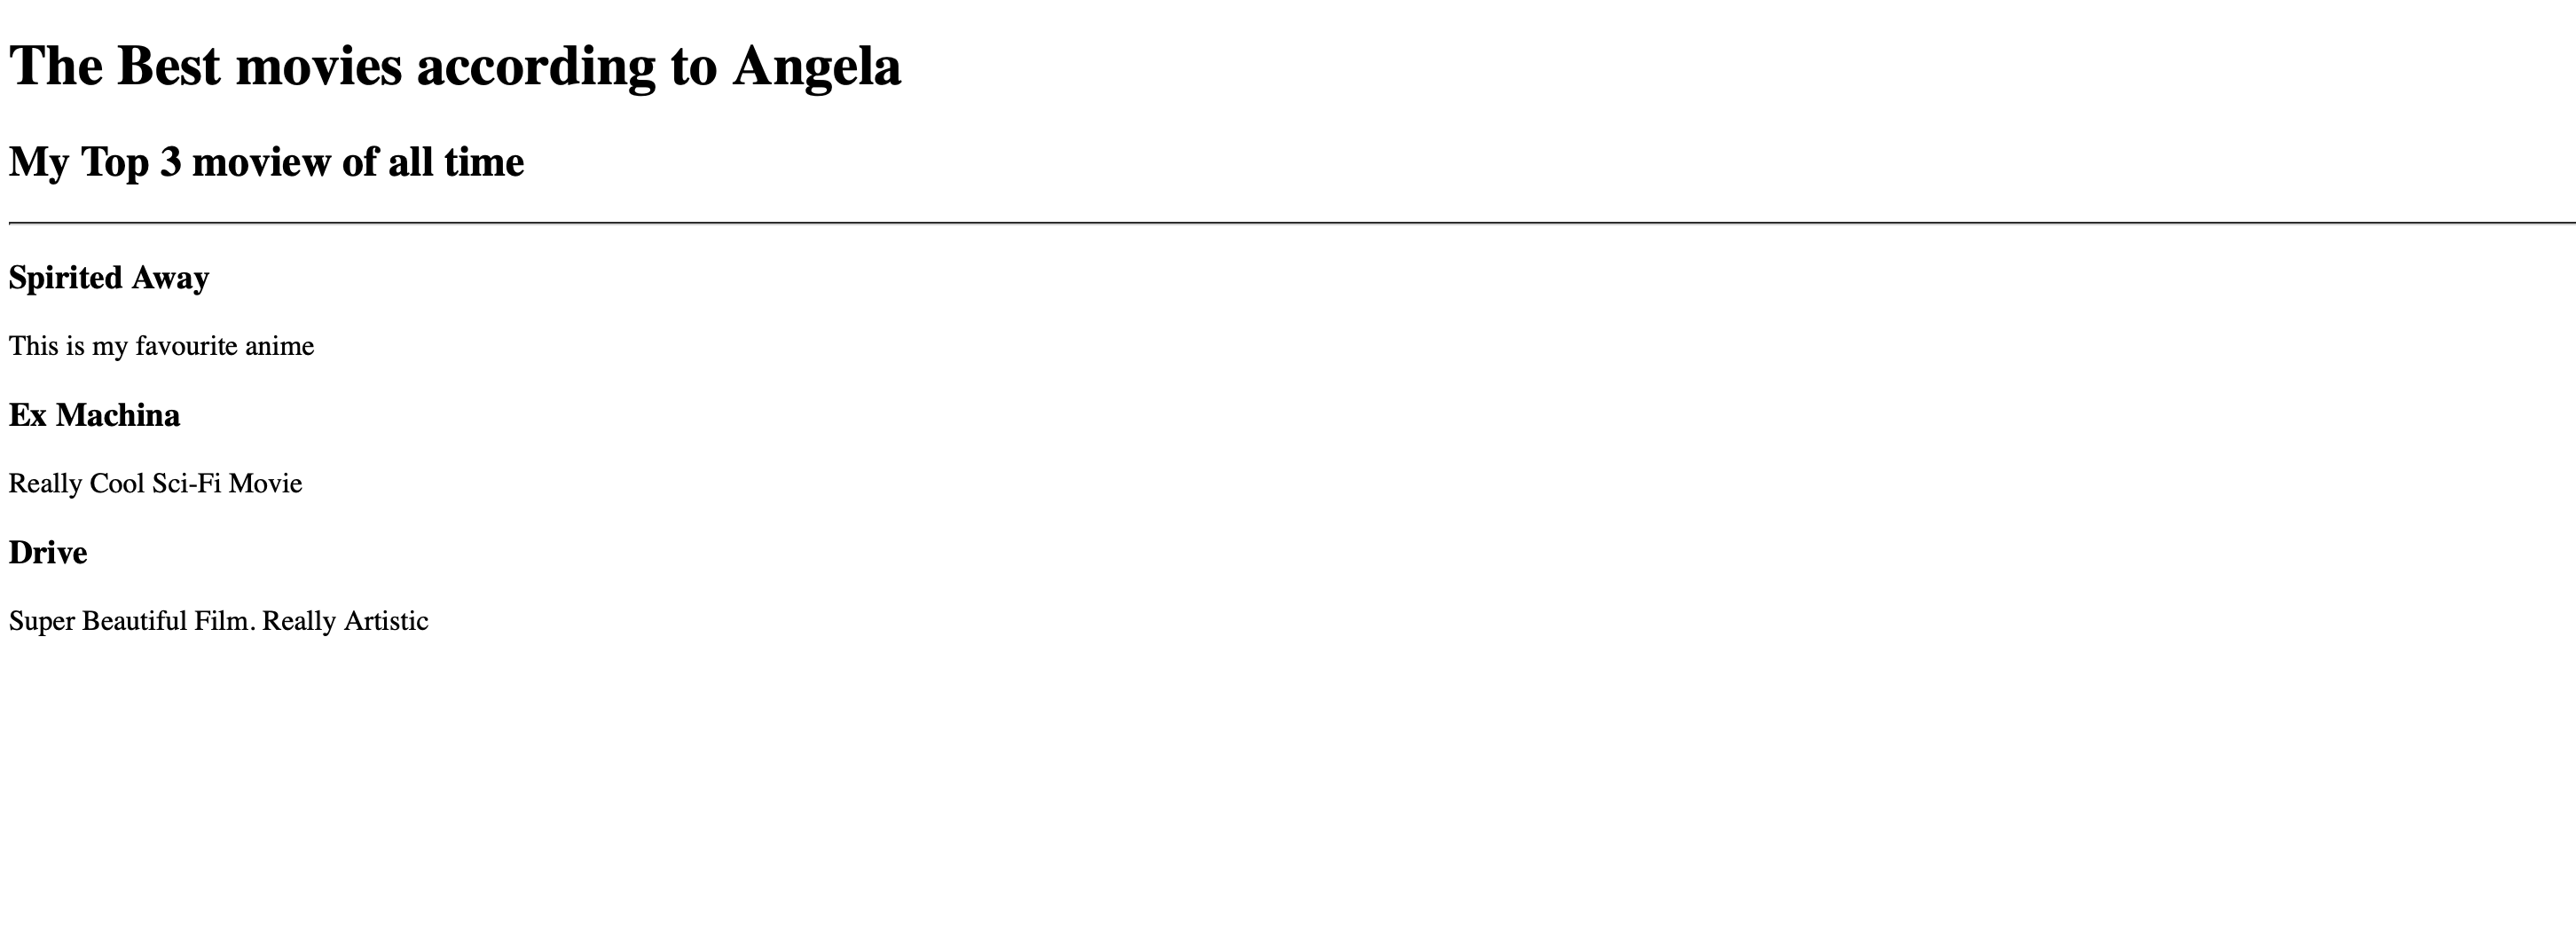 The Best movies according to Angela
My Top 3 moview of all time
Spirited Away
This is my favourite anime
Ex Machina
Really Cool Sci-Fi Movie
Drive
Super Beautiful Film. Really Artistic